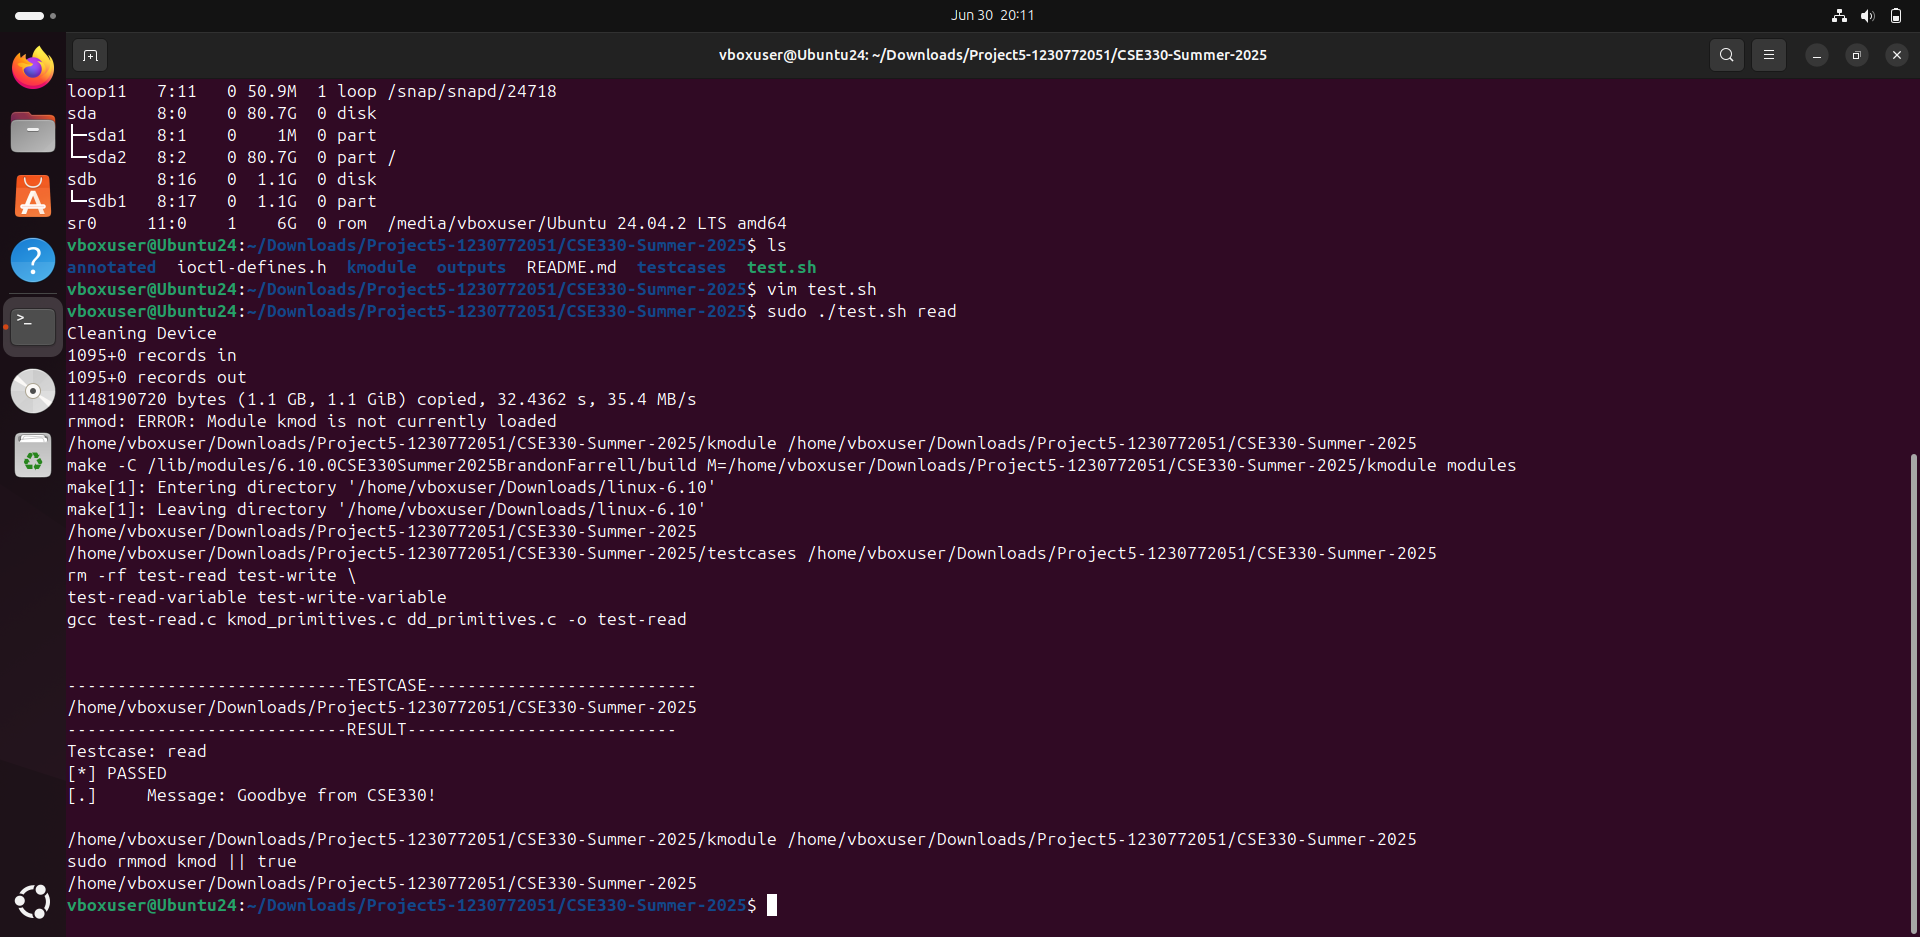 Jun 30  20:11
vboxuser@Ubuntu24: ~/Downloads/Project5-1230772051/CSE330-Summer-2025
loop11   7:11   0 50.9M  1 loop /snap/snapd/24718
sda      8:0    0 80.7G  0 disk
├─sda1   8:1    0    1M  0 part
└─sda2   8:2    0 80.7G  0 part /
sdb      8:16   0  1.1G  0 disk
└─sdb1   8:17   0  1.1G  0 part
sr0     11:0    1    6G  0 rom  /media/vboxuser/Ubuntu 24.04.2 LTS amd64
vboxuser@Ubuntu24:~/Downloads/Project5-1230772051/CSE330-Summer-2025$ ls
annotated  ioctl-defines.h  kmodule  outputs  README.md  testcases  test.sh
vboxuser@Ubuntu24:~/Downloads/Project5-1230772051/CSE330-Summer-2025$ vim test.sh
vboxuser@Ubuntu24:~/Downloads/Project5-1230772051/CSE330-Summer-2025$ sudo ./test.sh read
Cleaning Device
1095+0 records in
1095+0 records out
1148190720 bytes (1.1 GB, 1.1 GiB) copied, 32.4362 s, 35.4 MB/s
rmmod: ERROR: Module kmod is not currently loaded
/home/vboxuser/Downloads/Project5-1230772051/CSE330-Summer-2025/kmodule /home/vboxuser/Downloads/Project5-1230772051/CSE330-Summer-2025
make -C /lib/modules/6.10.0CSE330Summer2025BrandonFarrell/build M=/home/vboxuser/Downloads/Project5-1230772051/CSE330-Summer-2025/kmodule modules
make[1]: Entering directory '/home/vboxuser/Downloads/linux-6.10'
make[1]: Leaving directory '/home/vboxuser/Downloads/linux-6.10'
/home/vboxuser/Downloads/Project5-1230772051/CSE330-Summer-2025
/home/vboxuser/Downloads/Project5-1230772051/CSE330-Summer-2025/testcases /home/vboxuser/Downloads/Project5-1230772051/CSE330-Summer-2025
rm -rf test-read test-write \
test-read-variable test-write-variable
gcc test-read.c kmod_primitives.c dd_primitives.c -o test-read
----------------------------TESTCASE---------------------------
/home/vboxuser/Downloads/Project5-1230772051/CSE330-Summer-2025
----------------------------RESULT---------------------------
Testcase: read
[*] PASSED
[.]     Message: Goodbye from CSE330!
/home/vboxuser/Downloads/Project5-1230772051/CSE330-Summer-2025/kmodule /home/vboxuser/Downloads/Project5-1230772051/CSE330-Summer-2025
sudo rmmod kmod || true
/home/vboxuser/Downloads/Project5-1230772051/CSE330-Summer-2025
vboxuser@Ubuntu24:~/Downloads/Project5-1230772051/CSE330-Summer-2025$